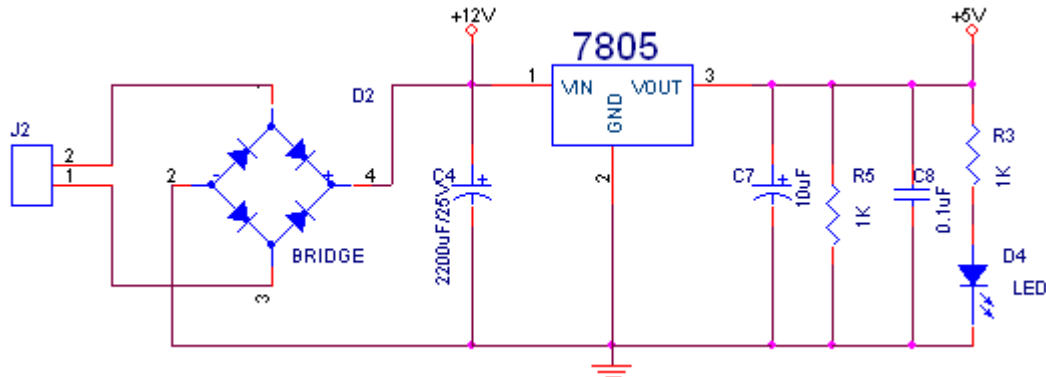 +12V
+5V
7805
1
VIN
VOUT
3
GND
2
D2
J2
2
1
2
-
+
4
BRIDGE
3
C4
+
2200uF/25V
C7
+
10uF
R5
1K
C8
0.1uF
R3
1K
D4
LED